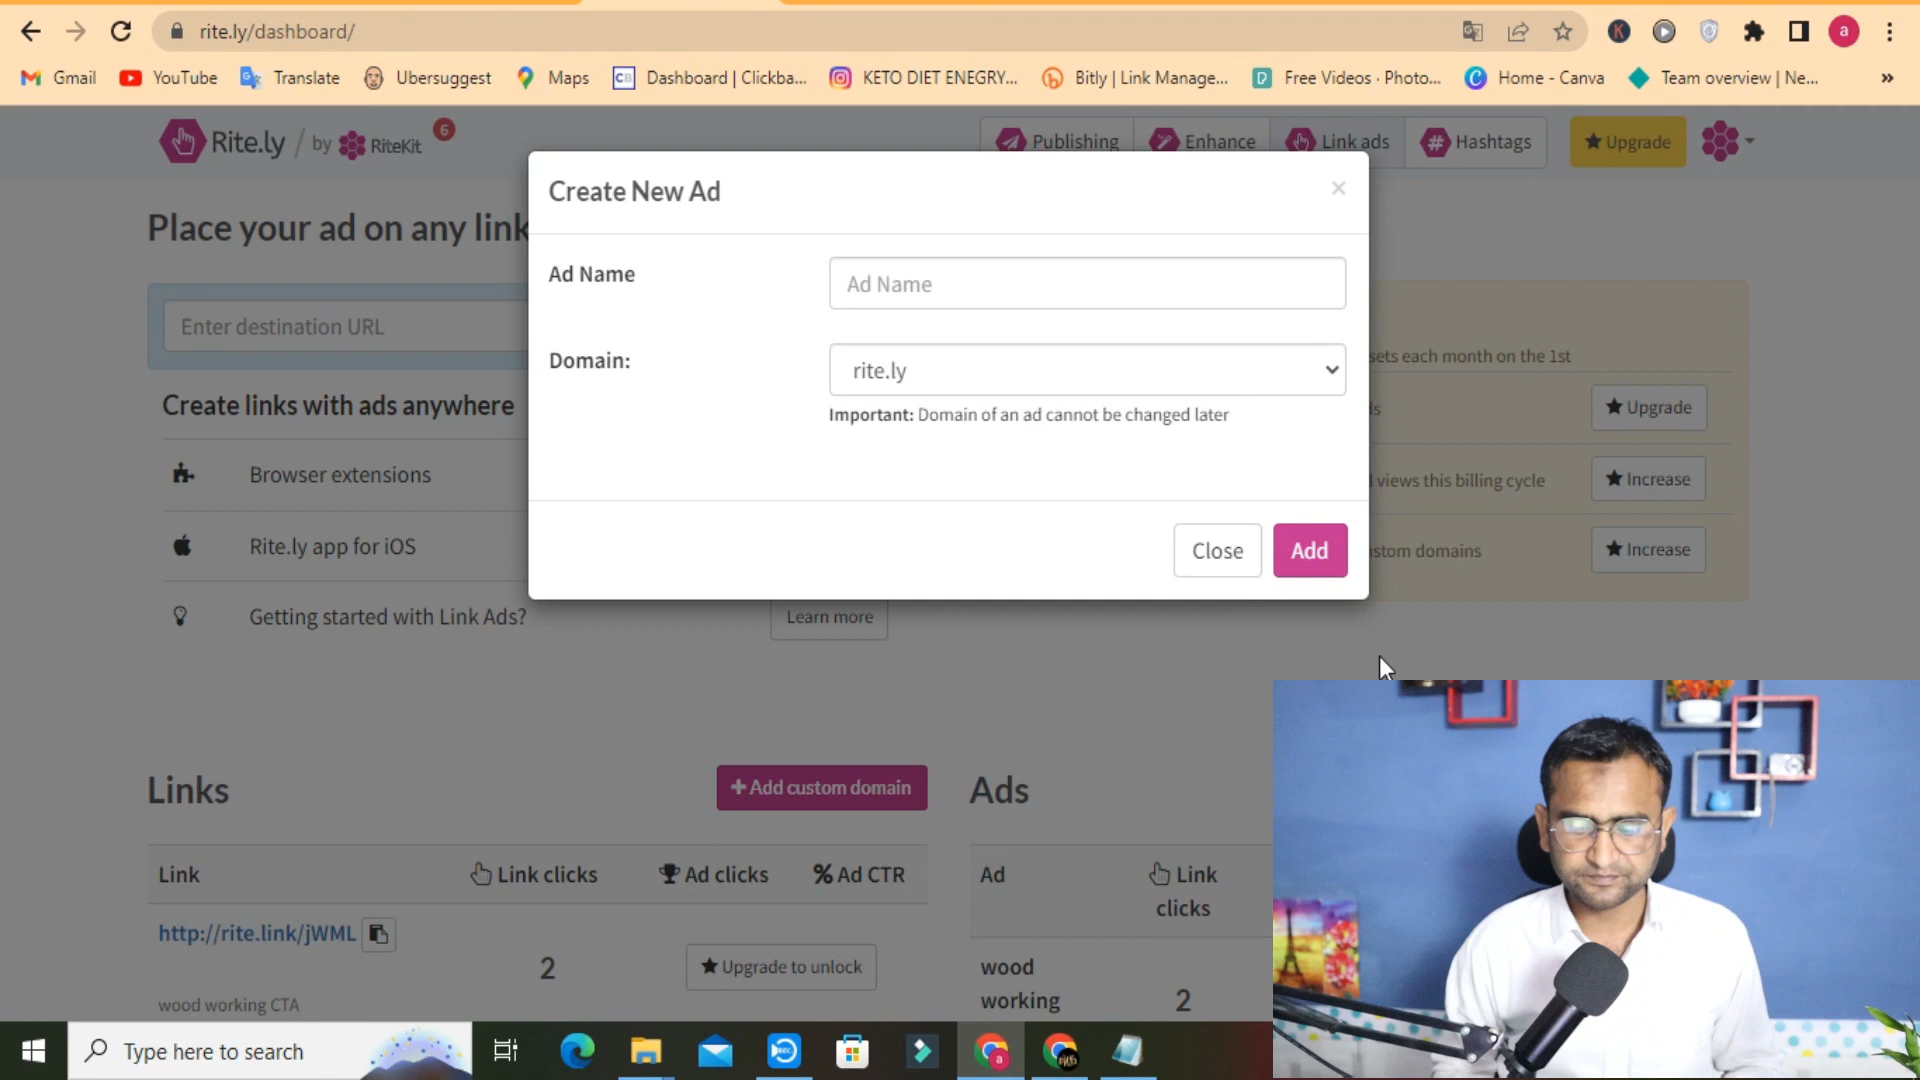 rite.ly/dashboard/
Gmail
YouTube
Translate
Ubersuggest
Maps
Dashboard | Clickba...
KETO DIET ENEGRY...
Bitly | Link Manage...
Free Videos · Photo...
Home - Canva
Team overview | Ne...
»
Rite.ly / by RiteKit 6
Publishing
Enhance
Link ads
# Hashtags
Upgrade
Create New Ad
×
Place your ad on any link
Ad Name
Ad Name
Enter destination URL
Domain:
rite.ly
Important: Domain of an ad cannot be changed later
sets each month on the 1st
Create links with ads anywhere
Upgrade
Browser extensions
views this billing cycle
Increase
Rite.ly app for iOS
Close
Add
stom domains
Increase
Getting started with Link Ads?
Learn more
Links
+ Add custom domain
Ads
Link
Link clicks
Ad clicks
% Ad CTR
Ad
Link
clicks
http://rite.link/jWML
2
Upgrade to unlock
wood
working
2
wood working CTA
Type here to search